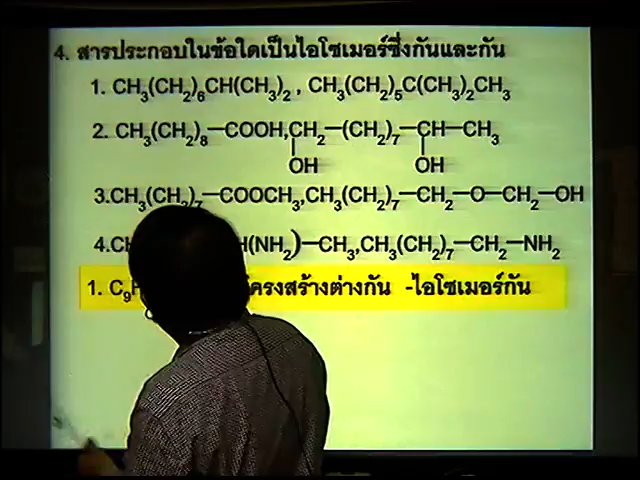 4. สารประกอบในข้อใดเป็นไอโซเมอร์ซึ่งกันและกัน
1. CH₃(CH₂)₆CH(CH₃)₂ , CH₃(CH₂)₅C(CH₃)₂CH₃
2. CH₃(CH₂)₈—COOH,CH₂—(CH₂)₇—CH—CH₃
OH OH
3.CH₃(CH₂)₇—COOCH₃,CH₃(CH₂)₇—CH₂—O—CH₂—OH
4.CH (NH₂)—CH₃,CH₃(CH₂)₇—CH₂—NH₂
1. C₉ โครงสร้างต่างกัน -ไอโซเมอร์กัน